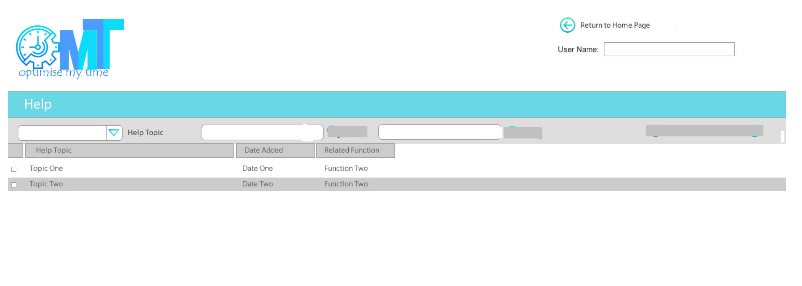 Return to Home Page
MT
optimise my time
User Name:
Help
Help Topic
Help Topic Date Added Related Function
Topic One Date One Function Two
Topic Two Date Two Function Two